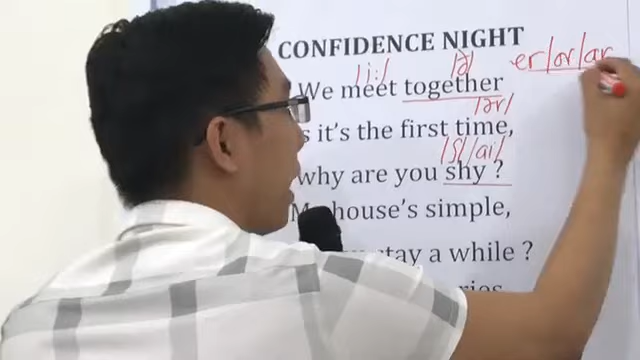 CONFIDENCE NIGHT
er/or/ar
/i:/ /ə/
We meet together
/ər/
it's the first time,
/ʃ/ /ai/
why are you shy ?
house's simple,
stay a while ?